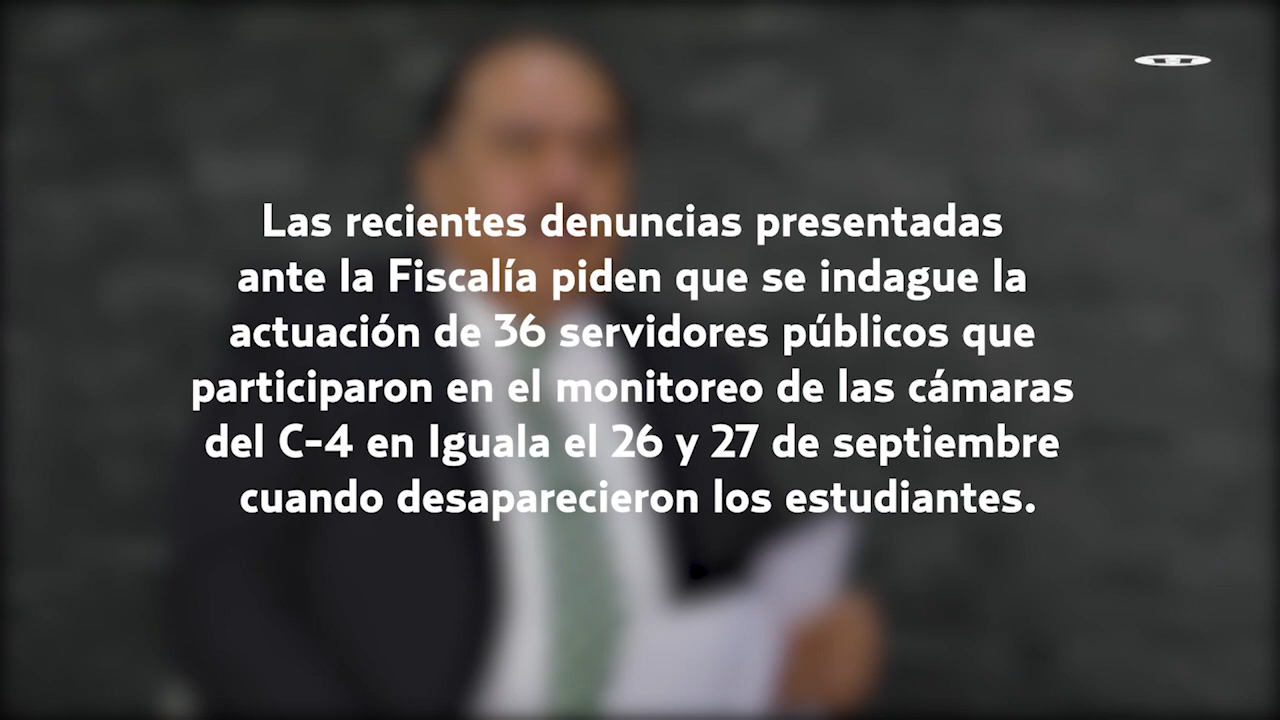 Las recientes denuncias presentadas
ante la Fiscalía piden que se indague la
actuación de 36 servidores públicos que
participaron en el monitoreo de las cámaras
del C-4 en Iguala el 26 y 27 de septiembre
cuando desaparecieron los estudiantes.